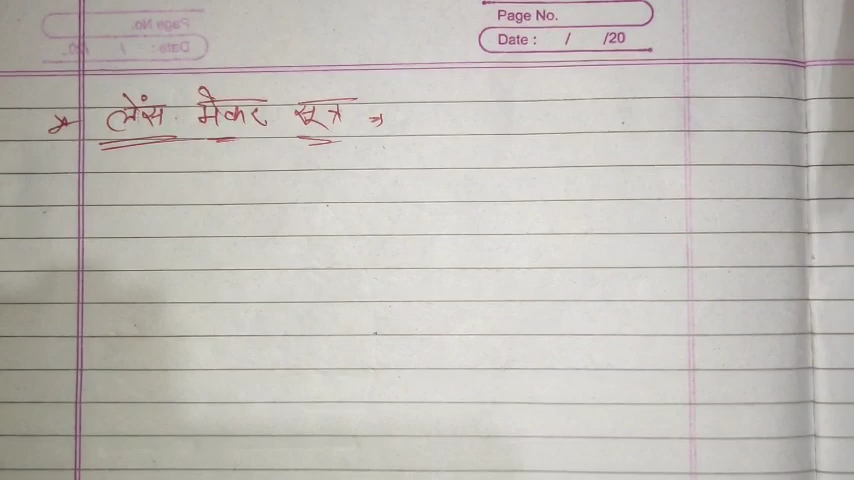 Page No.
Date : / /20
* लेंस मेकर सूत्र →